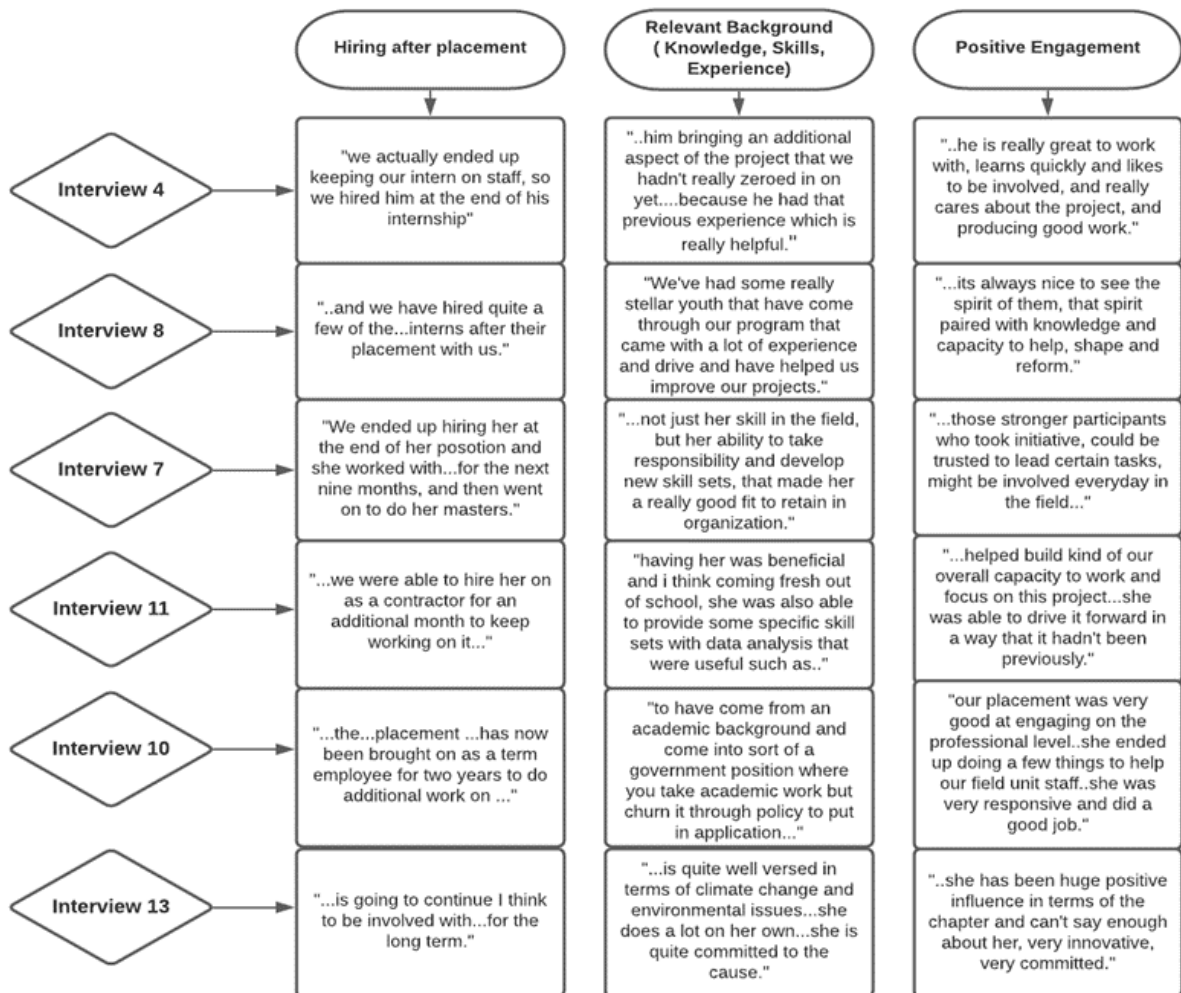 Hiring after placement
Relevant Background
( Knowledge, Skills,
Experience)
Positive Engagement
Interview 4
"we actually ended up
keeping our intern on staff, so
we hired him at the end of his
internship"
"..him bringing an additional
aspect of the project that we
hadn't really zeroed in on
yet....because he had that
previous experience which is
really helpful."
"..he is really great to work
with, learns quickly and likes
to be involved, and really
cares about the project, and
producing good work."
Interview 8
"..and we have hired quite a
few of the...interns after their
placement with us."
"We've had some really
stellar youth that have come
through our program that
came with a lot of experience
and drive and have helped us
improve our projects."
"...its always nice to see the
spirit of them, that spirit
paired with knowledge and
capacity to help, shape and
reform."
Interview 7
"We ended up hiring her at
the end of her posotion and
she worked with...for the next
nine months, and then went
on to do her masters."
"...not just her skill in the field,
but her ability to take
responsibility and develop
new skill sets, that made her
a really good fit to retain in
organization."
"...those stronger participants
who took initiative, could be
trusted to lead certain tasks,
might be involved everyday in
the field..."
Interview 11
"...we were able to hire her on
as a contractor for an
additional month to keep
working on it..."
"having her was beneficial
and i think coming fresh out
of school, she was also able
to provide some specific skill
sets with data analysis that
were useful such as.."
"...helped build kind of our
overall capacity to work and
focus on this project...she
was able to drive it forward in
a way that it hadn't been
previously."
Interview 10
"...the...placement ...has now
been brought on as a term
employee for two years to do
additional work on ..."
"to have come from an
academic background and
come into sort of a
government position where
you take academic work but
churn it through policy to put
in application..."
"our placement was very
good at engaging on the
professional level..she ended
up doing a few things to help
our field unit staff..she was
very responsive and did a
good job."
Interview 13
"...is going to continue I think
to be involved with...for the
long term."
"...is quite well versed in
terms of climate change and
environmental issues...she
does a lot on her own...she is
quite committed to the
cause."
"..she has been huge positive
influence in terms of the
chapter and can't say enough
about her, very innovative,
very committed."